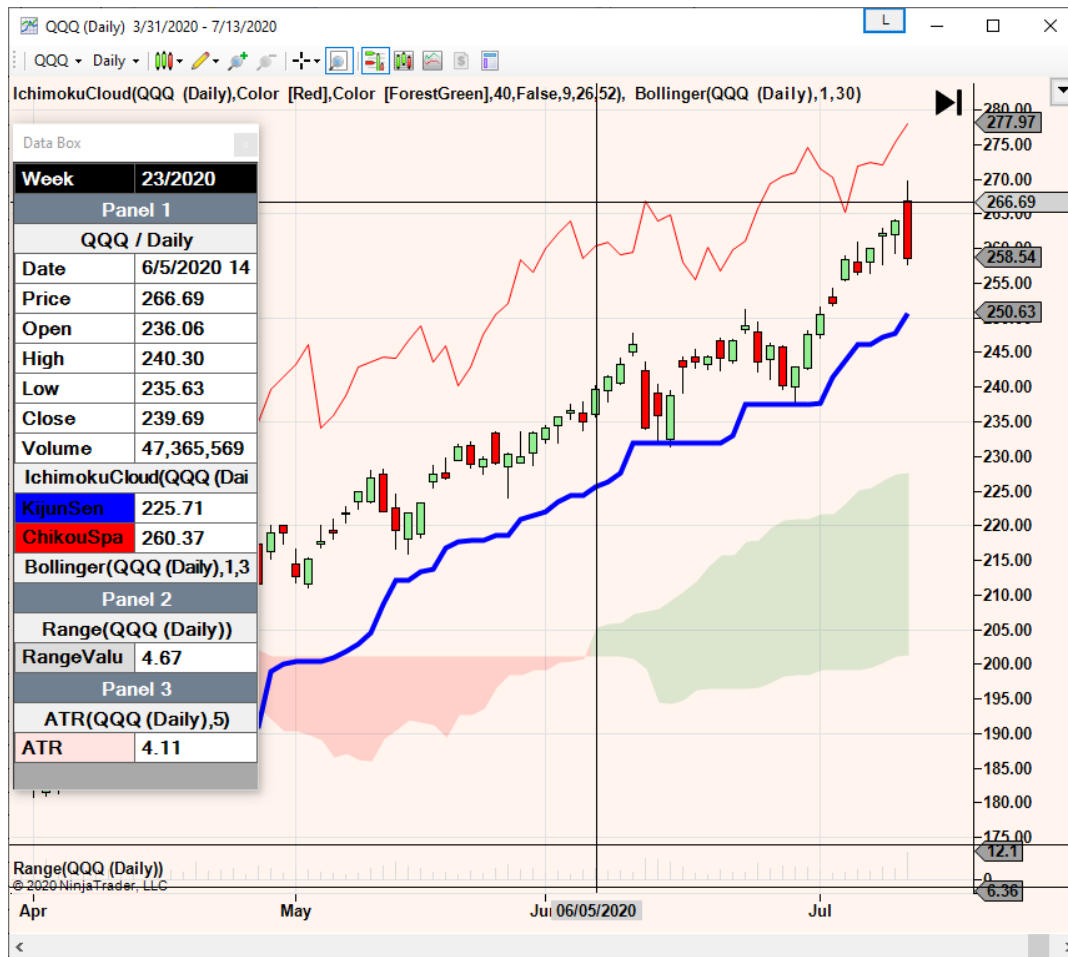 QQQ (Daily) 3/31/2020 - 7/13/2020
L
QQQ Daily
$
IchimokuCloud(QQQ (Daily),Color [Red],Color [ForestGreen],40,False,9,26,52), Bollinger(QQQ (Daily),1,30)
Data Box
Week 23/2020
Panel 1
QQQ / Daily
Date 6/5/2020 14
Price 266.69
Open 236.06
High 240.30
Low 235.63
Close 239.69
Volume 47,365,569
IchimokuCloud(QQQ (Dai
KijunSen 225.71
ChikouSpa 260.37
Bollinger(QQQ (Daily),1,3
Panel 2
Range(QQQ (Daily))
RangeValu 4.67
Panel 3
ATR(QQQ (Daily),5)
ATR 4.11
280.00
277.97
275.00
270.00
266.69
265.00
260.00
258.54
255.00
250.63
245.00
240.00
235.00
230.00
225.00
220.00
215.00
210.00
205.00
200.00
195.00
190.00
185.00
180.00
175.00
12.1
0
6.36
Range(QQQ (Daily))
© 2020 NinjaTrader, LLC
Apr May Ju 06/05/2020 Jul